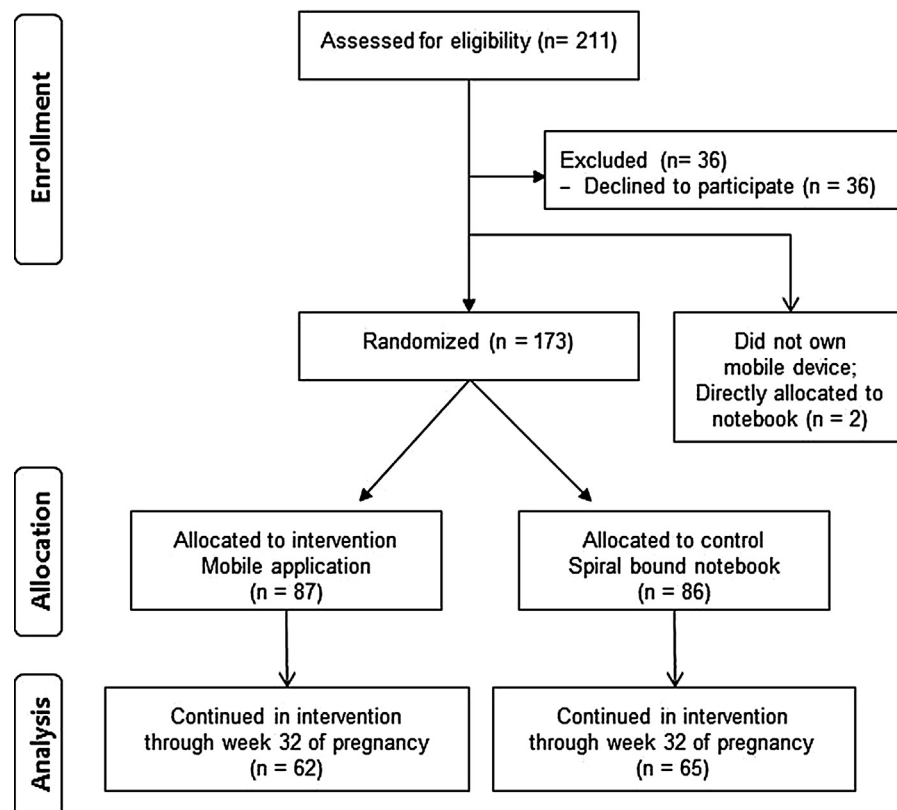 Enrollment
Assessed for eligibility (n= 211)
Excluded (n= 36)
– Declined to participate (n = 36)
Randomized (n = 173)
Did not own
mobile device;
Directly allocated to
notebook (n = 2)
Allocation
Allocated to intervention
Mobile application
(n = 87)
Allocated to control
Spiral bound notebook
(n = 86)
Analysis
Continued in intervention
through week 32 of pregnancy
(n = 62)
Continued in intervention
through week 32 of pregnancy
(n = 65)